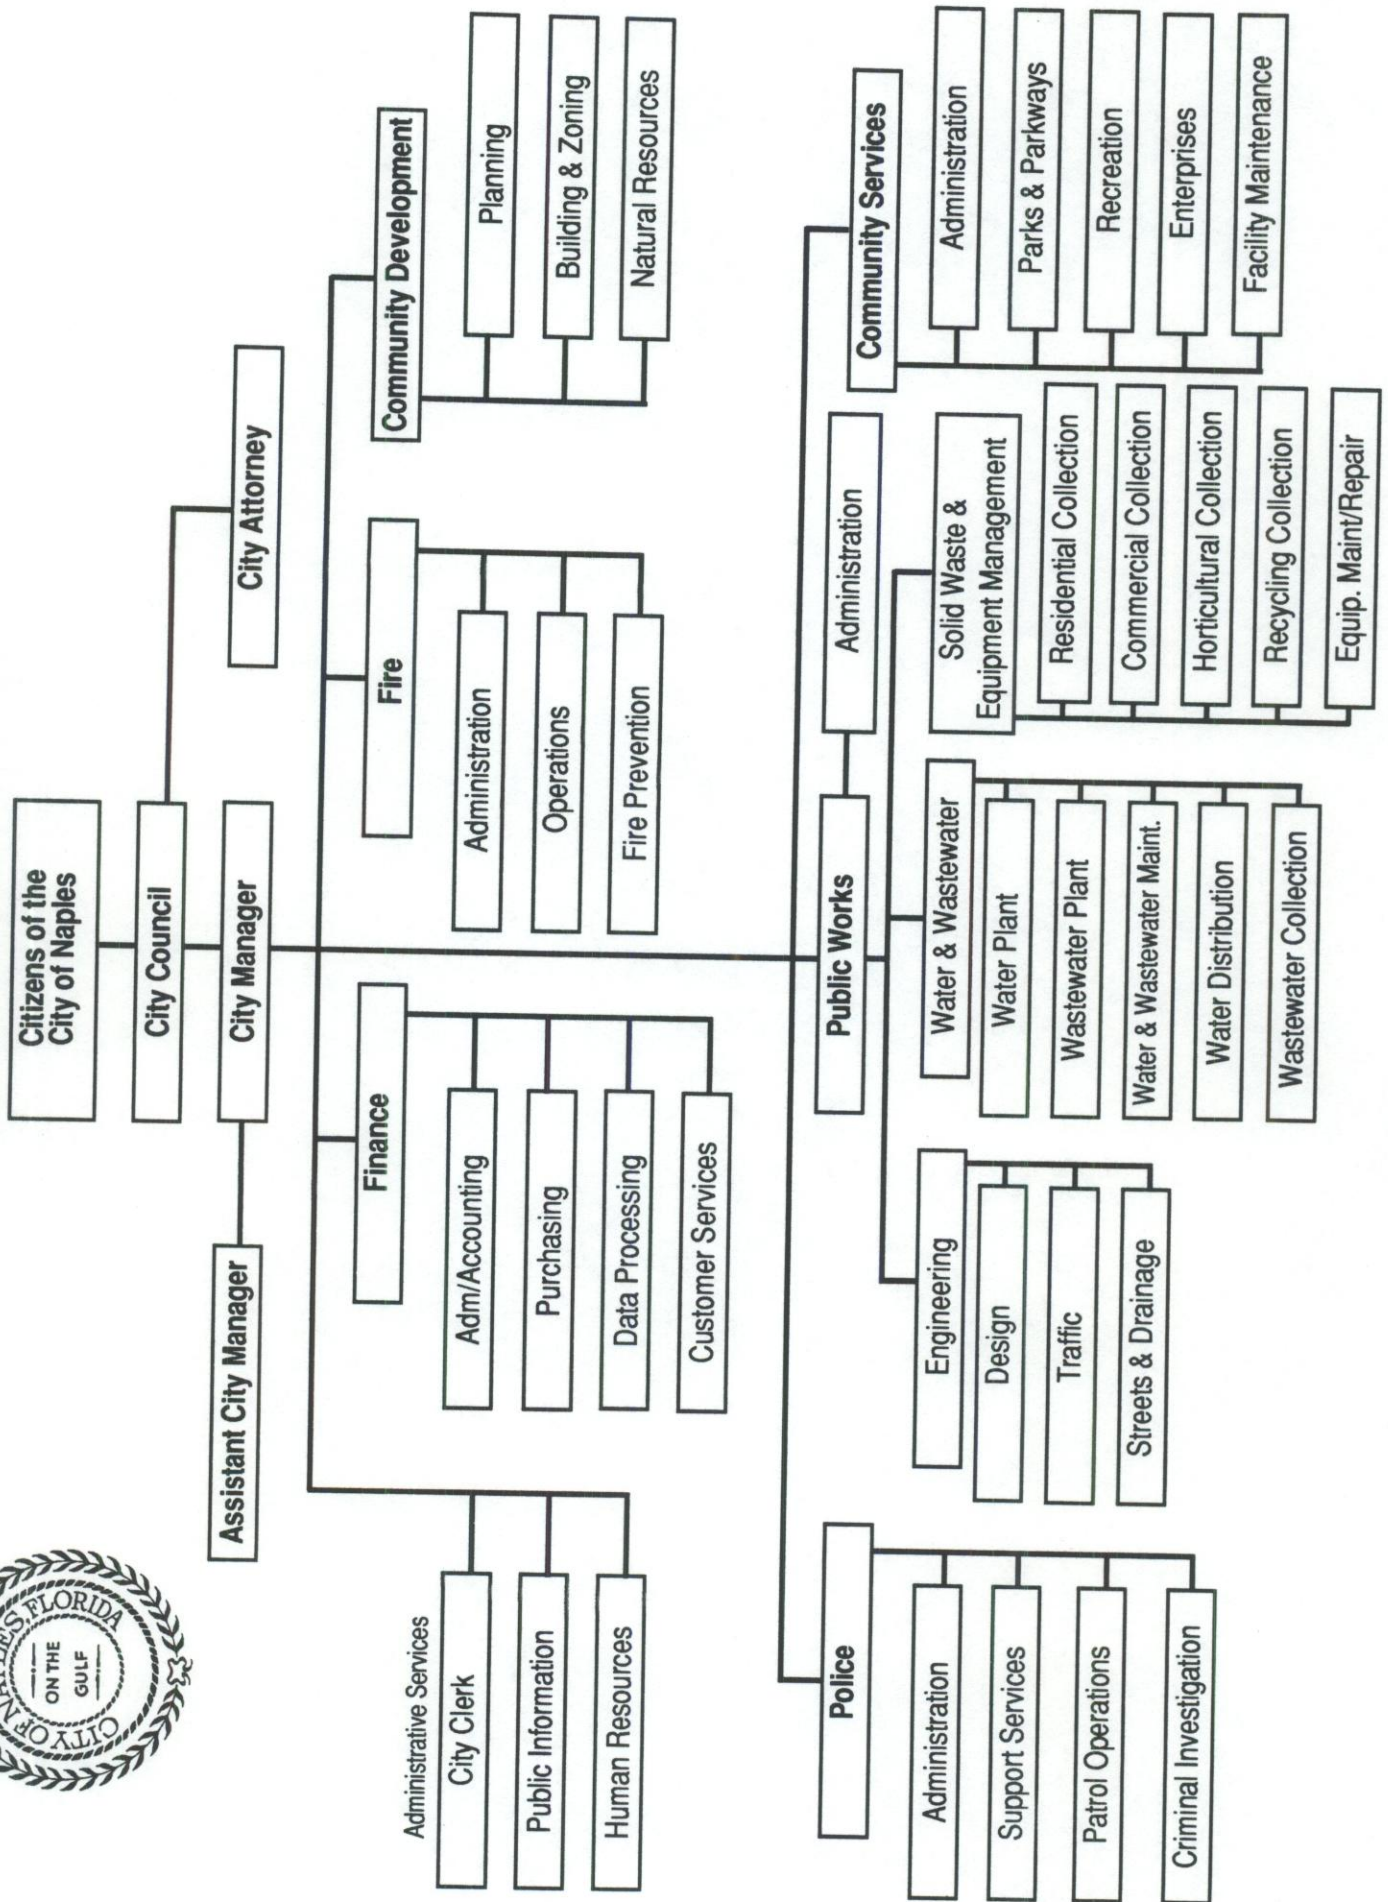 CITY OF NAPLES, FLORIDA
ON THE
GULF
Citizens of the
City of Naples
City Council
City Attorney
City Manager
Assistant City Manager
Administrative Services
City Clerk
Public Information
Human Resources
Finance
Adm/Accounting
Purchasing
Data Processing
Customer Services
Fire
Administration
Operations
Fire Prevention
Community Development
Planning
Building & Zoning
Natural Resources
Police
Administration
Support Services
Patrol Operations
Criminal Investigation
Public Works
Administration
Engineering
Design
Traffic
Streets & Drainage
Water & Wastewater
Water Plant
Wastewater Plant
Water & Wastewater Maint.
Water Distribution
Wastewater Collection
Solid Waste &
Equipment Management
Residential Collection
Commercial Collection
Horticultural Collection
Recycling Collection
Equip. Maint/Repair
Community Services
Administration
Parks & Parkways
Recreation
Enterprises
Facility Maintenance